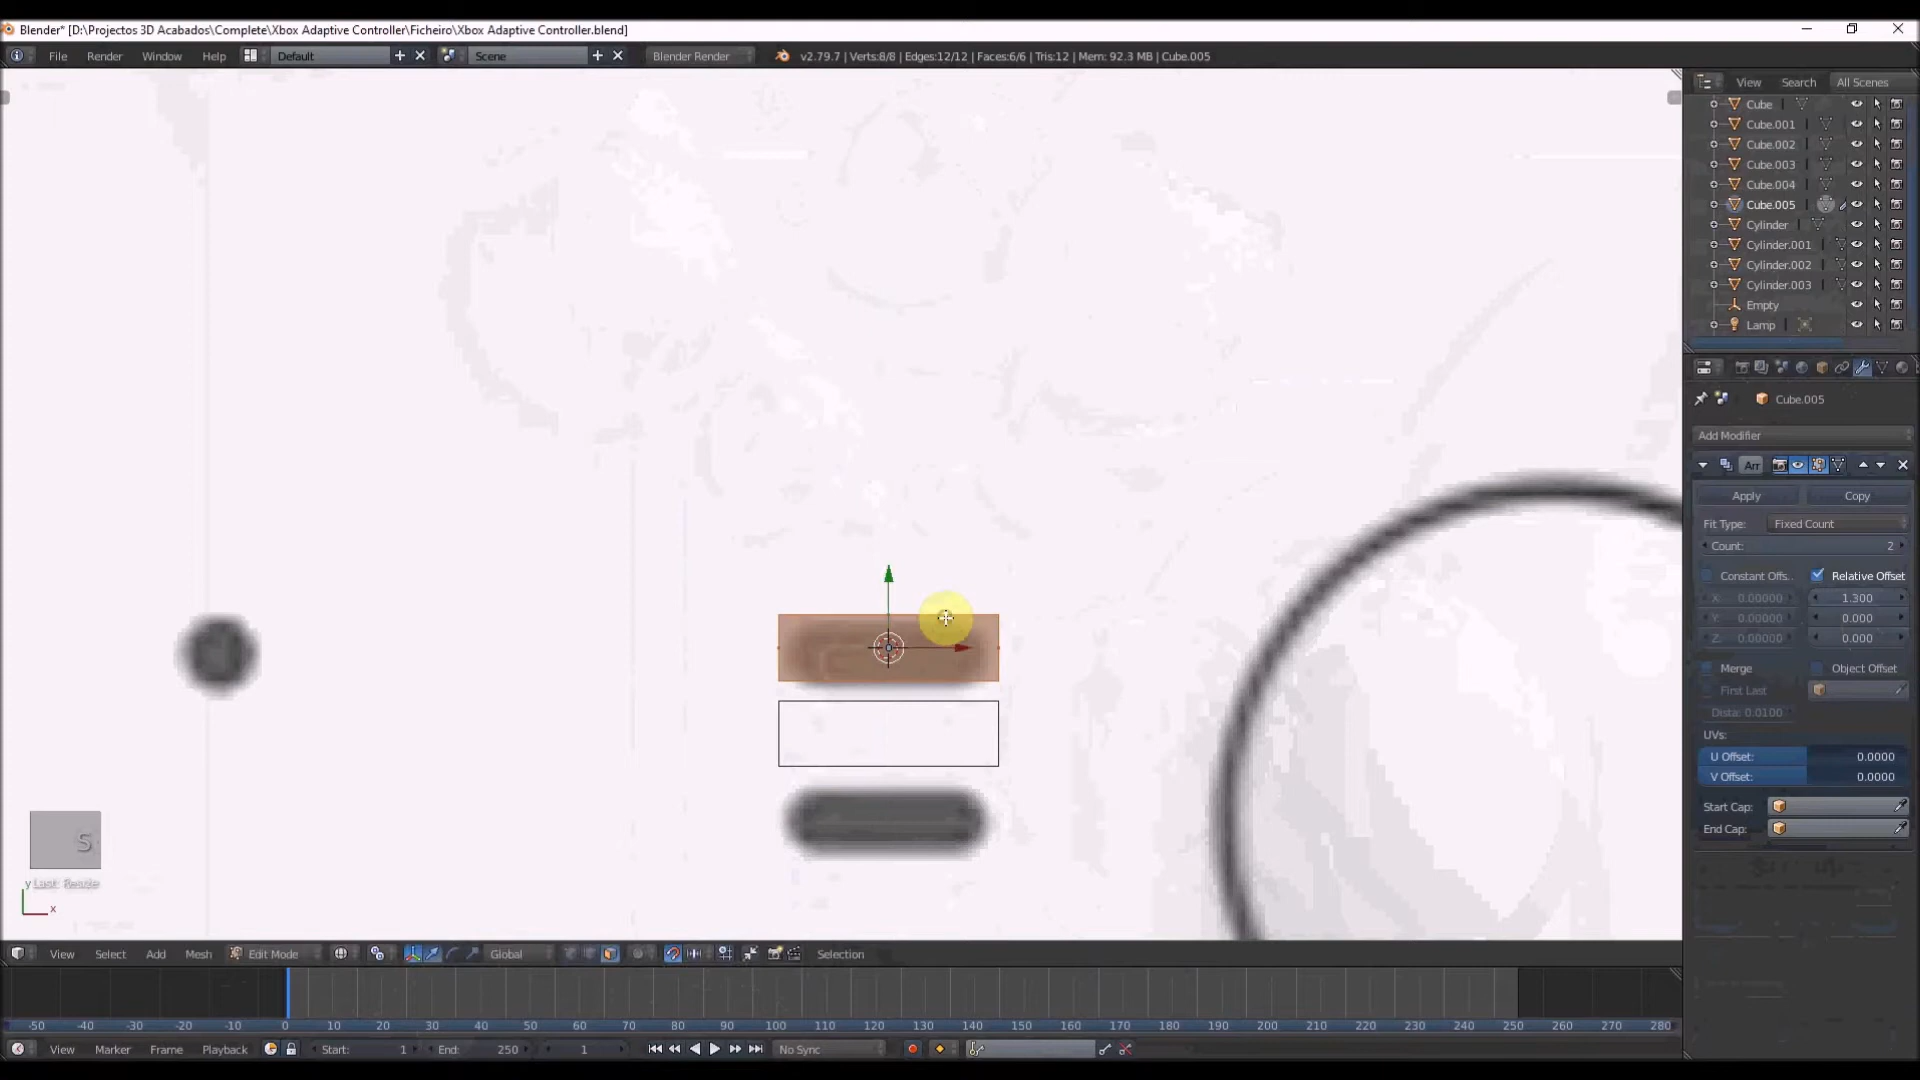 Blender* [D:\Projectos 3D Acabados\Complete\Xbox Adaptive Controller\Ficheiro\Xbox Adaptive Controller.blend]
File Render Window Help Default Scene Blender Render v2.79.7 | Verts:8/8 | Edges:12/12 | Faces:6/6 | Tris:12 | Mem: 92.3 MB | Cube.005
View Search All Scenes
Cube
Cube.001
Cube.002
Cube.003
Cube.004
Cube.005
Cylinder
Cylinder.001
Cylinder.002
Cylinder.003
Empty
Lamp
Cube.005
Add Modifier
Arr
Apply Copy
Fit Type: Fixed Count
Count: 2
Constant Offs.. Relative Offset
X: 0.00000 1.300
Y: 0.00000 0.000
Z: 0.00000 0.000
Merge Object Offset
First Last
Dista: 0.0100
UVs:
U Offset: 0.0000
V Offset: 0.0000
Start Cap:
End Cap:
S
y Last:
x
View Select Add Mesh Edit Mode Global Selection
-50 -40 -30 -20 -10 0 10 20 30 40 50 60 70 80 90 100 110 120 130 140 150 160 170 180 190 200 210 220 230 240 250 260 270 280
View Marker Frame Playback Start: 1 End: 250 1 No Sync